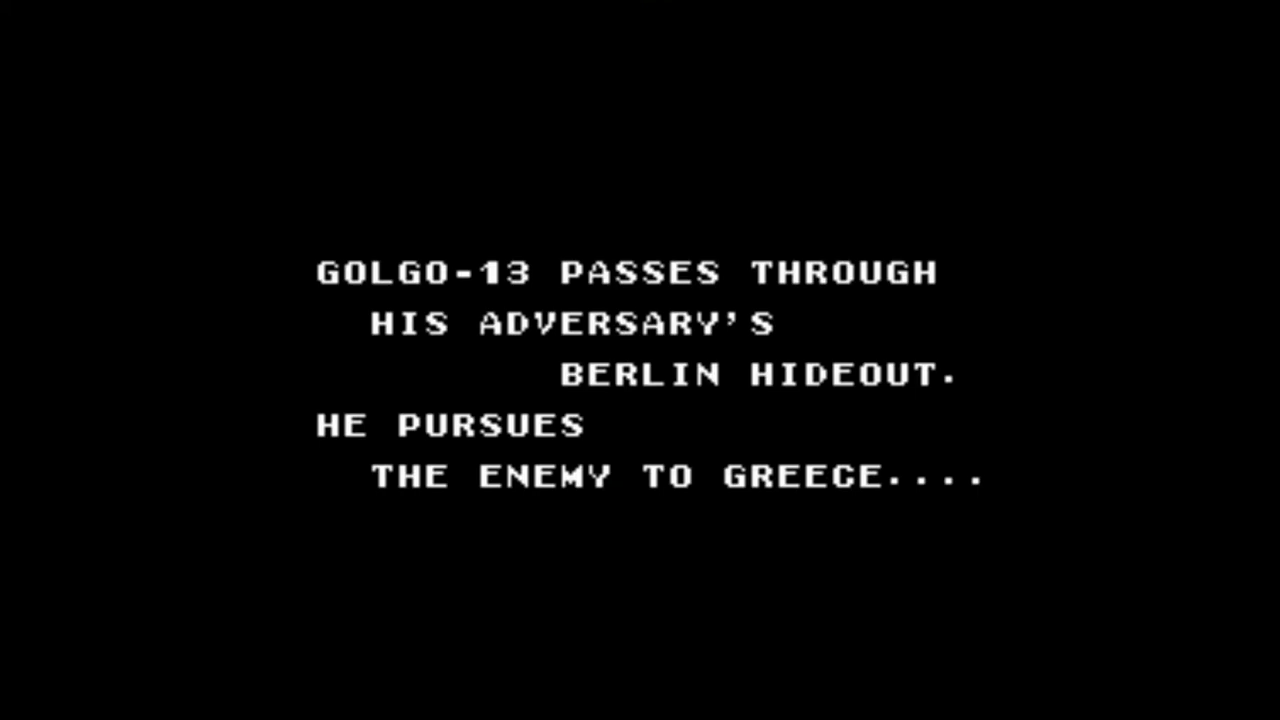 GOLGO-13 PASSES THROUGH
HIS ADVERSARY'S
BERLIN HIDEOUT.
HE PURSUES
THE ENEMY TO GREECE....